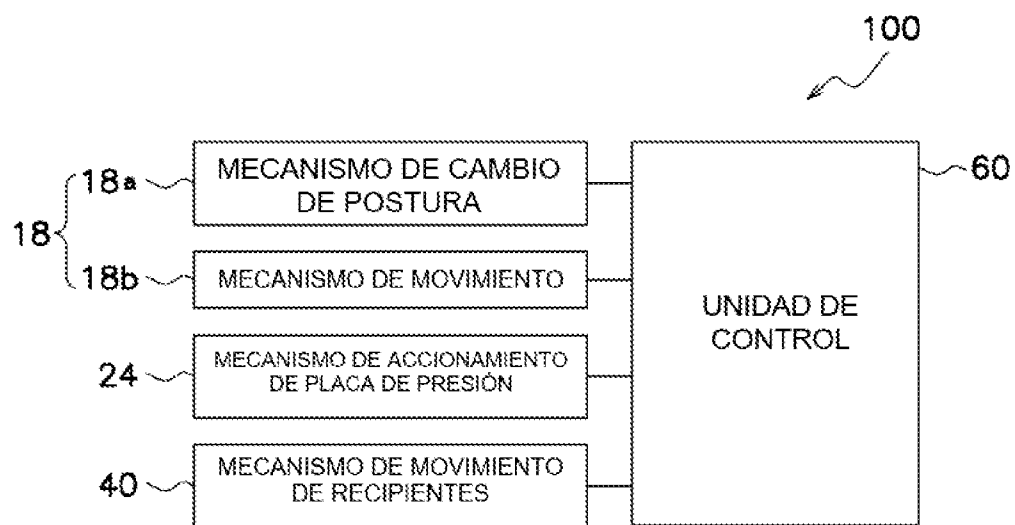 100
18
18a
MECANISMO DE CAMBIO
DE POSTURA
60
18b
MECANISMO DE MOVIMIENTO
UNIDAD DE
CONTROL
24
MECANISMO DE ACCIONAMIENTO
DE PLACA DE PRESIÓN
40
MECANISMO DE MOVIMIENTO
DE RECIPIENTES